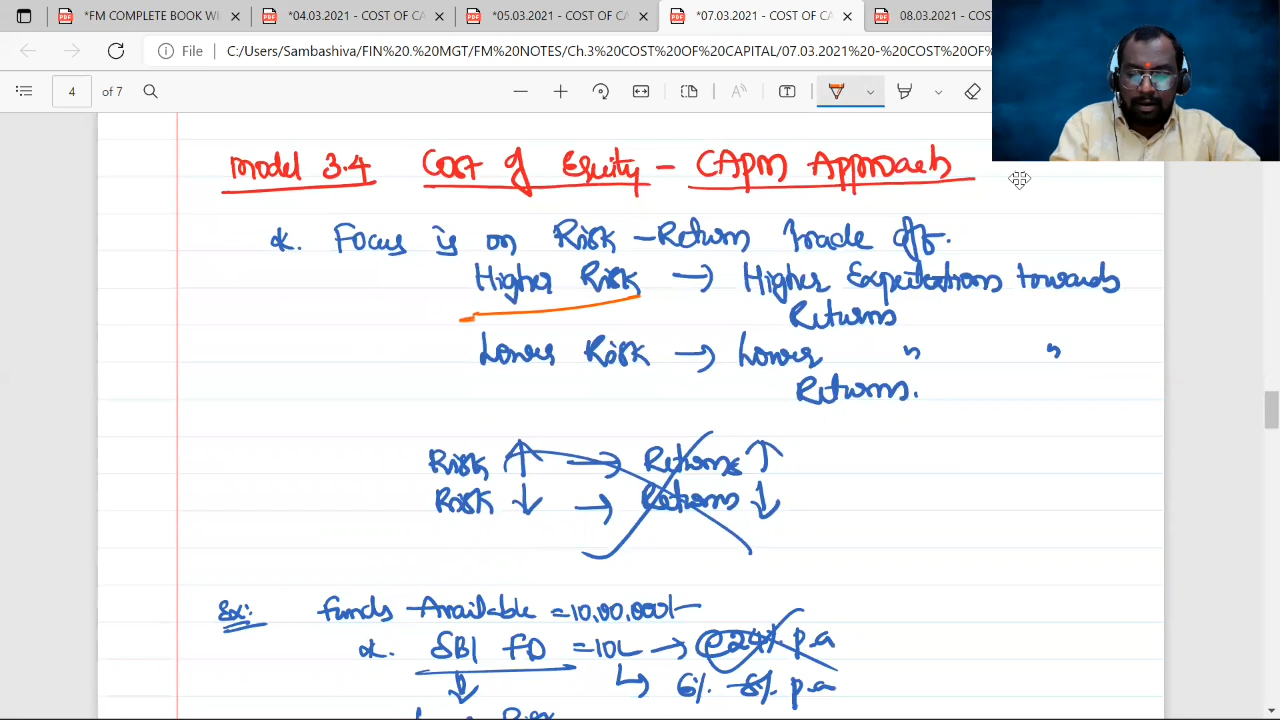 *FM COMPLETE BOOK WI
*04.03.2021 - COST OF CA
*05.03.2021 - COST OF CA
*07.03.2021 - COST OF CA
08.03.2021 - COS
File
C:/Users/Sambashiva/FIN%20.%20MGT/FM%20NOTES/Ch.3%20COST%20OF%20CAPITAL/07.03.2021%20-%20COST%20OF%
4 of 7
Model 3.4 Cost of Equity - CAPM Approach
Focus is on Risk - Return trade off.
Higher Risk → Higher Expectations towards
Returns
Lower Risk → Lower " "
Returns.
Risk ↑ → Returns ↑
Risk ↓ → Returns ↓
Ex: Funds Available = 10,00,000/-
SBI FD = 10L → @24% p.a
6% - 8% p.a